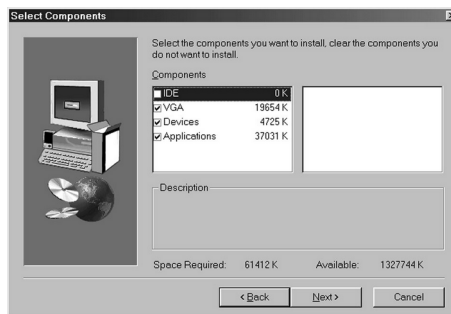 Select Components
Select the components you want to install, clear the components you
do not want to install.
Components
IDE 0 K
VGA 19654 K
Devices 4725 K
Applications 37031 K
Description
Space Required: 61412 K Available: 1327744 K
< Back Next > Cancel